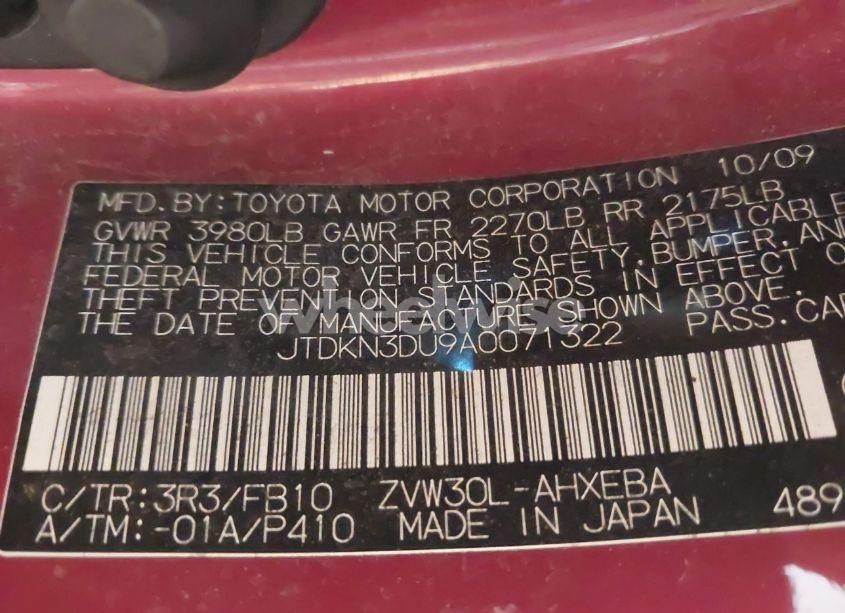 MFD.BY:TOYOTA MOTOR CORPORATION 10/09
GVWR 3980LB GAWR FR 2270LB RR 2175LB
THIS VEHICLE CONFORMS TO ALL APPLICABLE
FEDERAL MOTOR VEHICLE SAFETY,BUMPER,AND
THEFT PREVENTION STANDARDS IN EFFECT O
THE DATE OF MANUFACTURE SHOWN ABOVE.
JTDKN3DU9A0071322 PASS.CAR
wheelwise
C/TR:3R3/FB10 ZVW30L-AHXEBA
A/TM:-01A/P410 MADE IN JAPAN 489